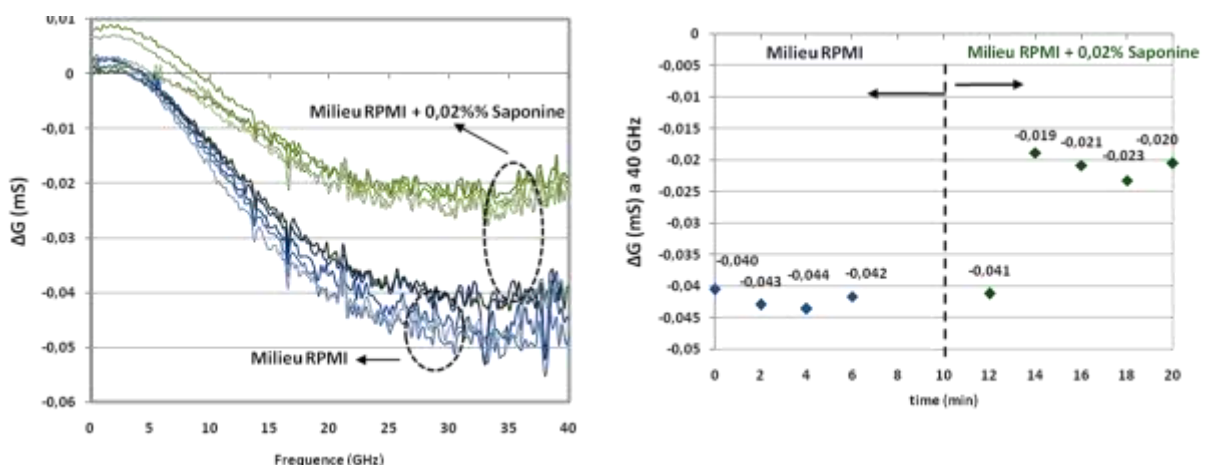 0,01
0
-0,01
-0,02
-0,03
-0,04
-0,05
-0,06
ΔG (mS)
Milieu RPMI + 0,02%% Saponine
Milieu RPMI
0 5 10 15 20 25 30 35 40
Frequence (GHz)
0
-0,005
-0,01
-0,015
-0,02
-0,025
-0,03
-0,035
-0,04
-0,045
-0,05
ΔG (mS) a 40 GHz
Milieu RPMI
Milieu RPMI + 0,02% Saponine
-0,019
-0,021
-0,023
-0,020
-0,040
-0,043
-0,044
-0,042
-0,041
0 2 4 6 8 10 12 14 16 18 20
time (min)